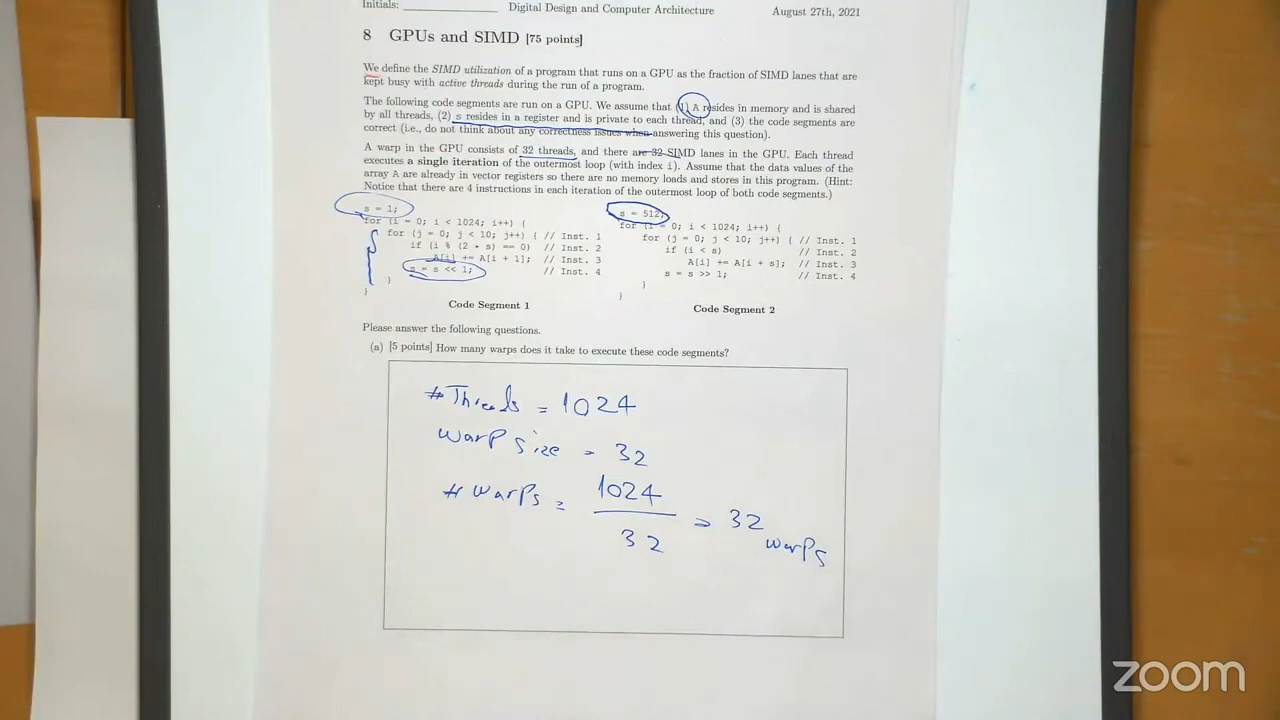 Initials: ____________ Digital Design and Computer Architecture August 27th, 2021
8 GPUs and SIMD [75 points]
We define the SIMD utilization of a program that runs on a GPU as the fraction of SIMD lanes that are
kept busy with active threads during the run of a program.
The following code segments are run on a GPU. We assume that (1) A resides in memory and is shared
by all threads, (2) s resides in a register and is private to each thread, and (3) the code segments are
correct (i.e., do not think about any correctness issues when answering this question).
A warp in the GPU consists of 32 threads, and there are 32 SIMD lanes in the GPU. Each thread
executes a single iteration of the outermost loop (with index i). Assume that the data values of the
array A are already in vector registers so there are no memory loads and stores in this program. (Hint:
Notice that there are 4 instructions in each iteration of the outermost loop of both code segments.)
s = 1;
for (i = 0; i < 1024; i++) {
for (j = 0; j < 10; j++) { // Inst. 1
if (i % (2 * s) == 0) // Inst. 2
A[i] += A[i + 1]; // Inst. 3
s = s << 1; // Inst. 4
}
}
Code Segment 1
s = 512;
for (i = 0; i < 1024; i++) {
for (j = 0; j < 10; j++) { // Inst. 1
if (i < s) // Inst. 2
A[i] += A[i + s]; // Inst. 3
s = s >> 1; // Inst. 4
}
}
Code Segment 2
Please answer the following questions.
(a) [5 points] How many warps does it take to execute these code segments?
# Threads = 1024
Warp size = 32
# Warps = 1024 / 32 = 32 warps
zoom